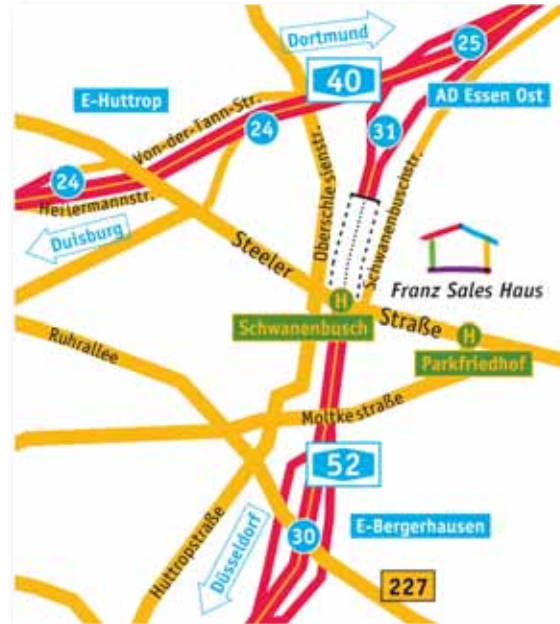 Dortmund
25
40
E-Huttrop
AD Essen Ost
Von-der-Tann-Str.
24
31
24
Heilermannstr.
Duisburg
Oberschlesienstr.
Schwanenbuschstr.
Steeler
Straße
Franz Sales Haus
H
Schwanenbusch
H
Parkfriedhof
Ruhrallee
Moltkestraße
52
Huttropstraße
Düsseldorf
30
E-Bergerhausen
227